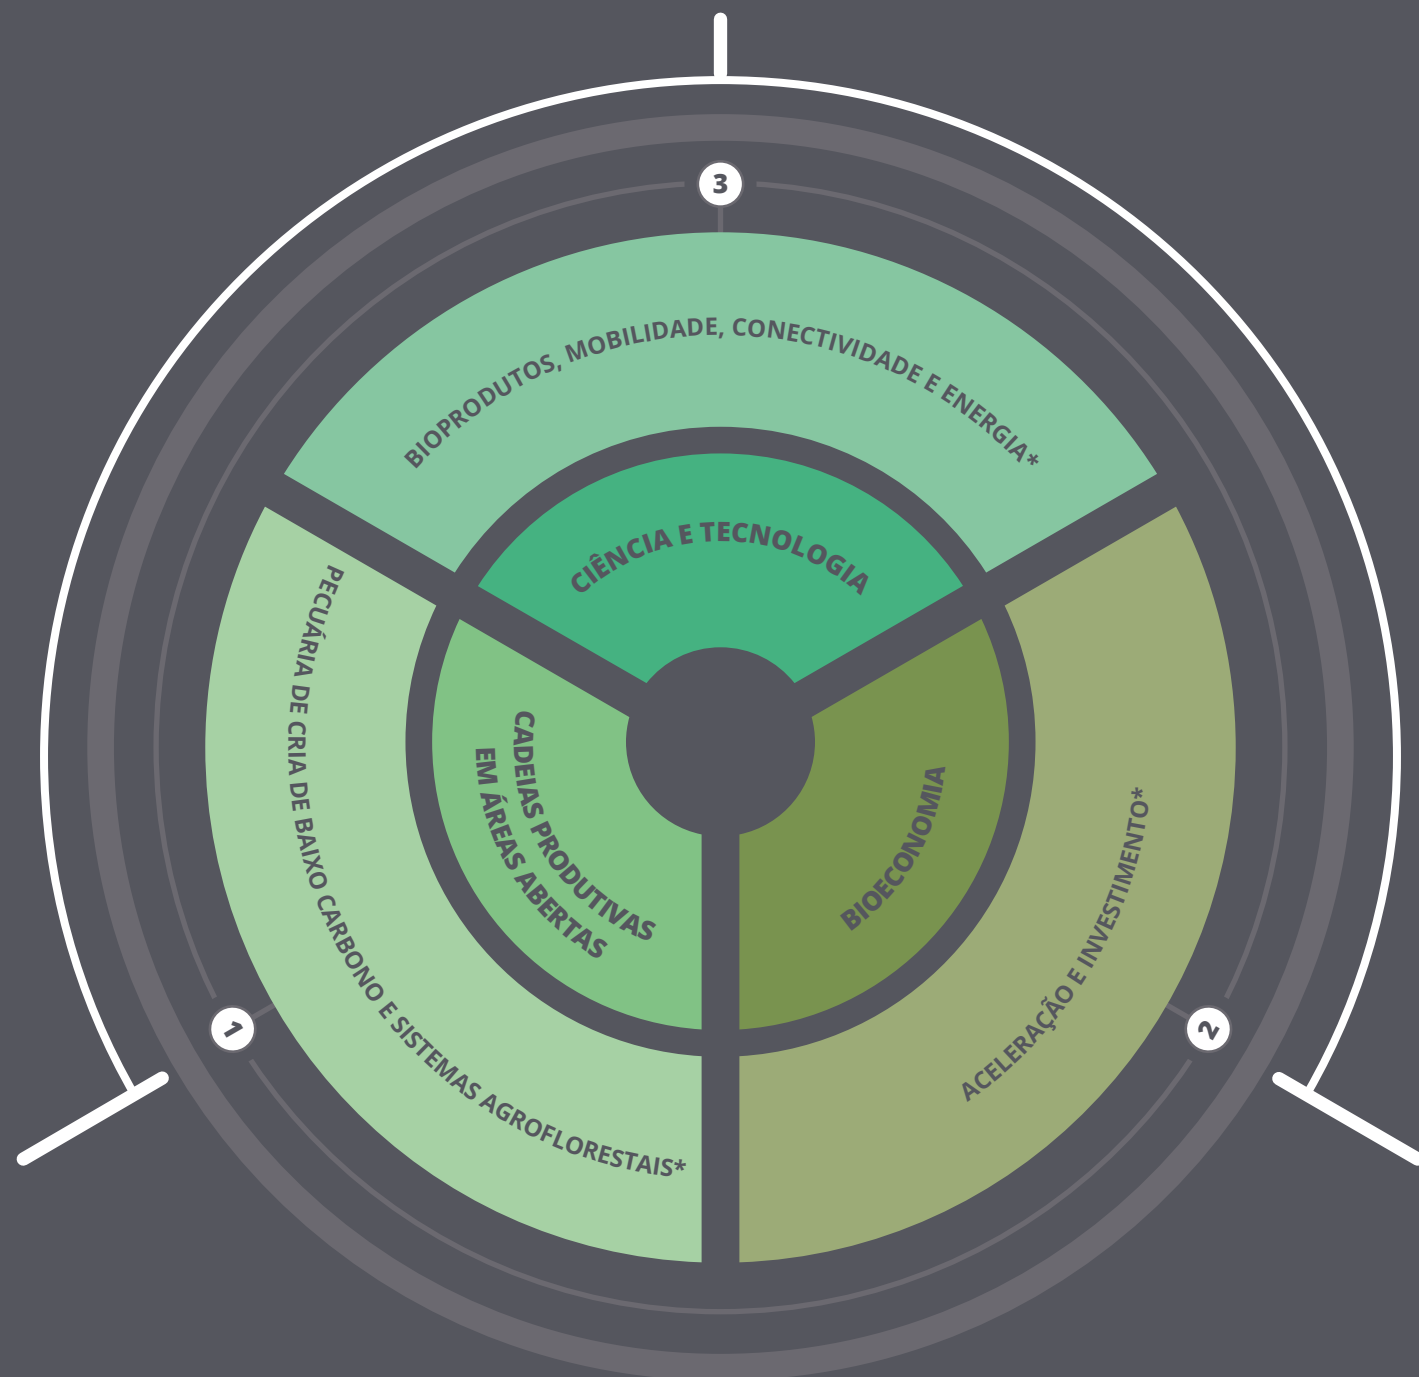 3
BIOPRODUTOS, MOBILIDADE, CONECTIVIDADE E ENERGIA*
CIÊNCIA E TECNOLOGIA
PECUÁRIA DE CRIA DE BAIXO CARBONO E SISTEMAS AGROFLORESTAIS*
CADEIAS PRODUTIVAS
EM ÁREAS ABERTAS
BIOECONOMIA
ACELERAÇÃO E INVESTIMENTO*
1
2